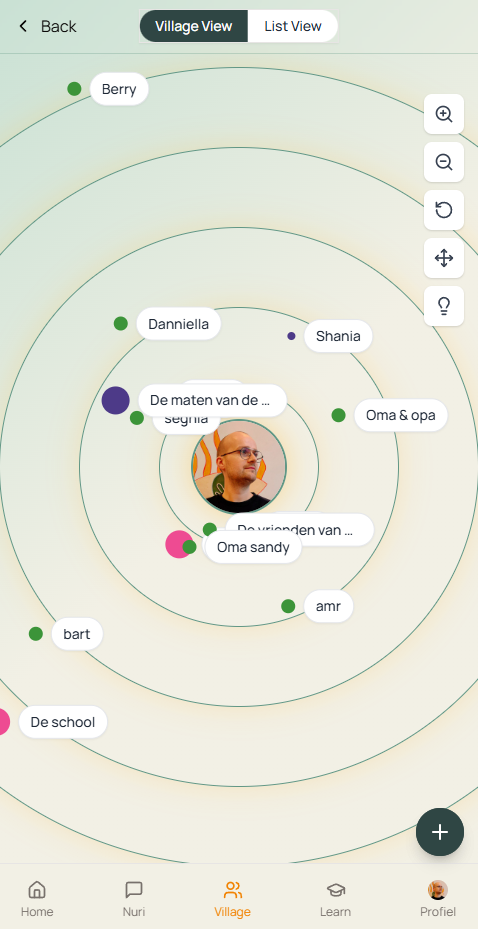 Back
Village View
List View
Berry
Danniella
Shania
De maten van de ...
seghia
Oma & opa
De vrienden van ...
Oma sandy
amr
bart
De school
Home
Nuri
Village
Learn
Profiel